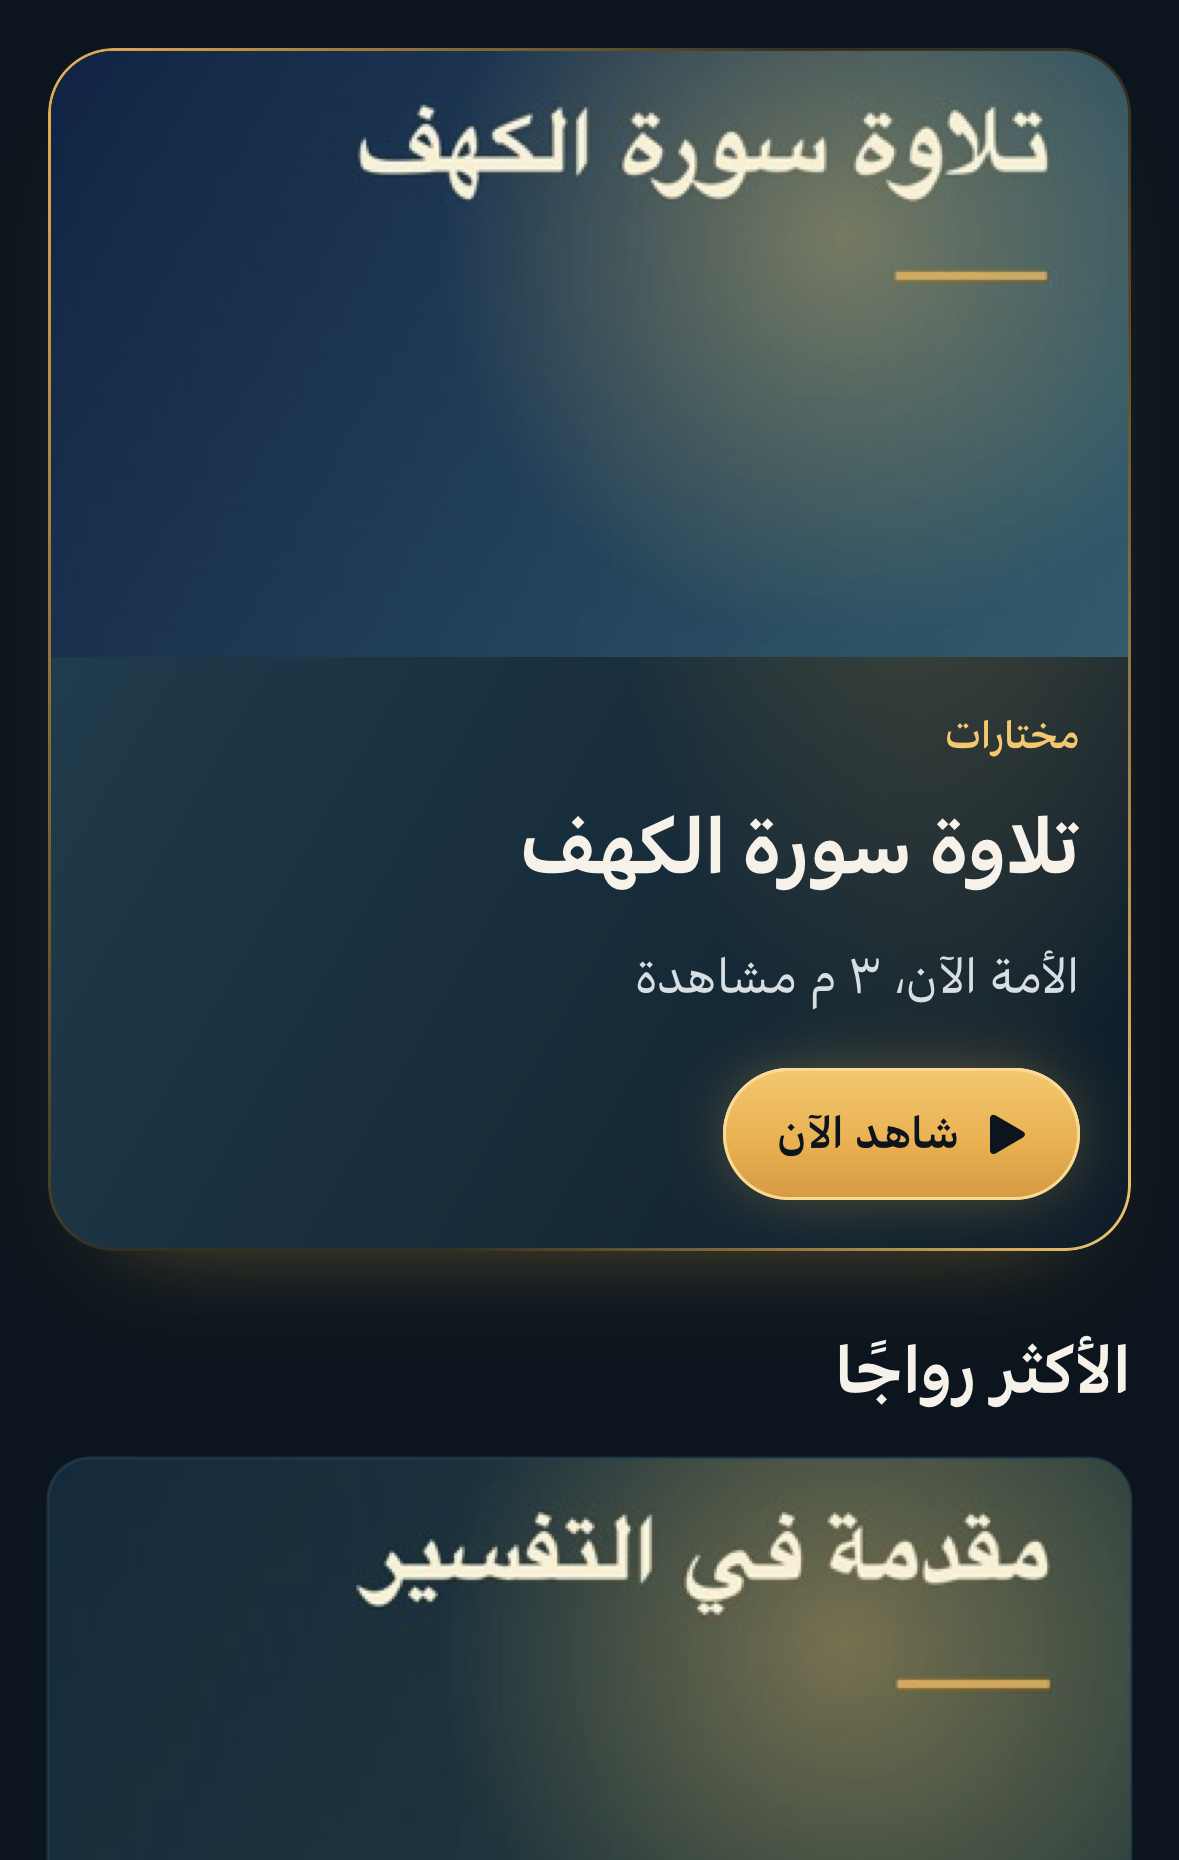 تلاوة سورة الكهف
مختارات
تلاوة سورة الكهف
الأمة الآن، ٣ م مشاهدة
شاهد الآن
الأكثر رواجًا
مقدمة في التفسير